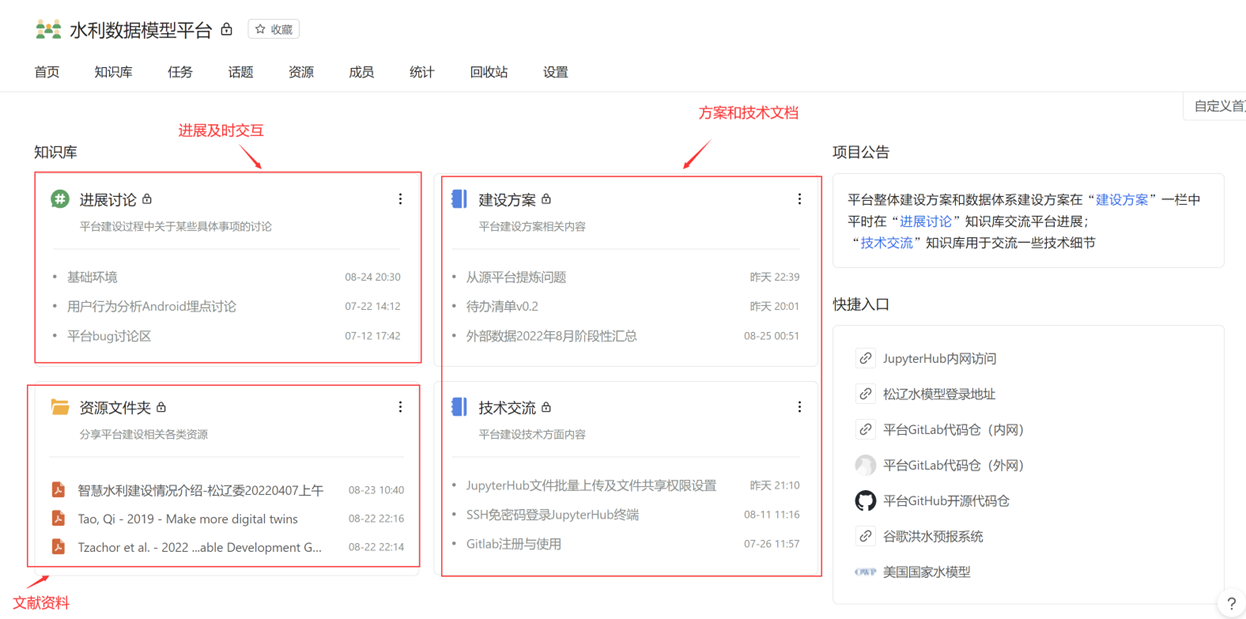 水利数据模型平台 收藏
首页 知识库 任务 话题 资源 成员 统计 回收站 设置
自定义首
进展及时交互
方案和技术文档
知识库
进展讨论
平台建设过程中关于某些具体事项的讨论
基础环境 08-24 20:30
用户行为分析Android埋点讨论 07-22 14:12
平台bug讨论区 07-12 17:42
建设方案
平台建设方案相关内容
从源平台提炼问题 昨天 22:39
待办清单v0.2 昨天 20:01
外部数据2022年8月阶段性汇总 08-25 00:51
资源文件夹
分享平台建设相关各类资源
智慧水利建设情况介绍-松辽委20220407上午 08-23 10:40
Tao, Qi - 2019 - Make more digital twins 08-22 22:16
Tzachor et al. - 2022 ...able Development G... 08-22 22:14
文献资料
技术交流
平台建设技术方面内容
JupyterHub文件批量上传及文件共享权限设置 昨天 21:10
SSH免密码登录JupyterHub终端 08-11 11:16
Gitlab注册与使用 07-26 11:57
项目公告
平台整体建设方案和数据体系建设方案在“建设方案”一栏中
平时在“进展讨论”知识库交流平台进展；
“技术交流”知识库用于交流一些技术细节
快捷入口
JupyterHub内网访问
松辽水模型登录地址
平台GitLab代码仓（内网）
平台GitLab代码仓（外网）
平台GitHub开源代码仓
谷歌洪水预报系统
OWP 美国国家水模型
?